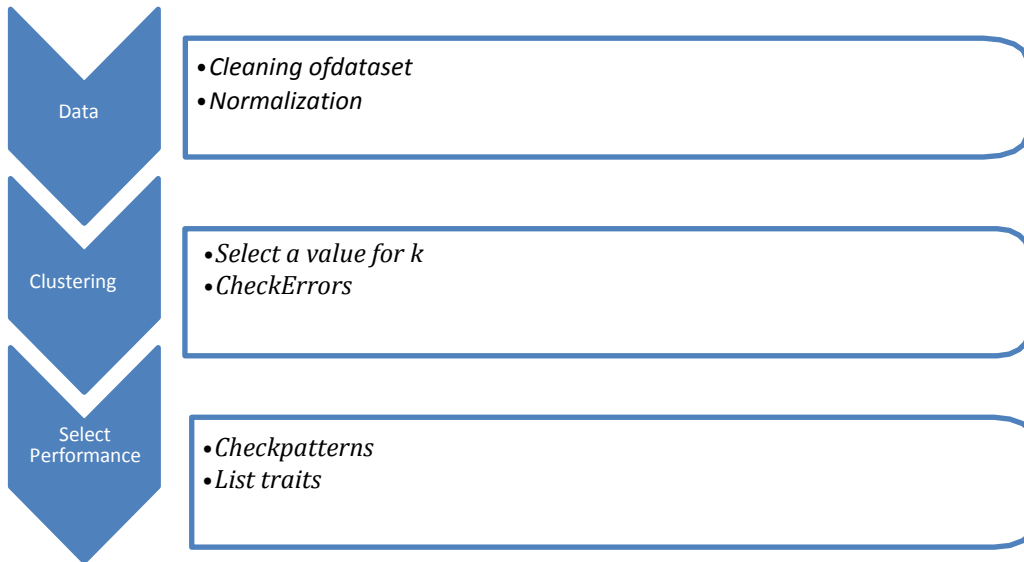 Data
•Cleaning ofdataset
•Normalization
Clustering
•Select a value for k
•CheckErrors
Select
Performance
•Checkpatterns
•List traits